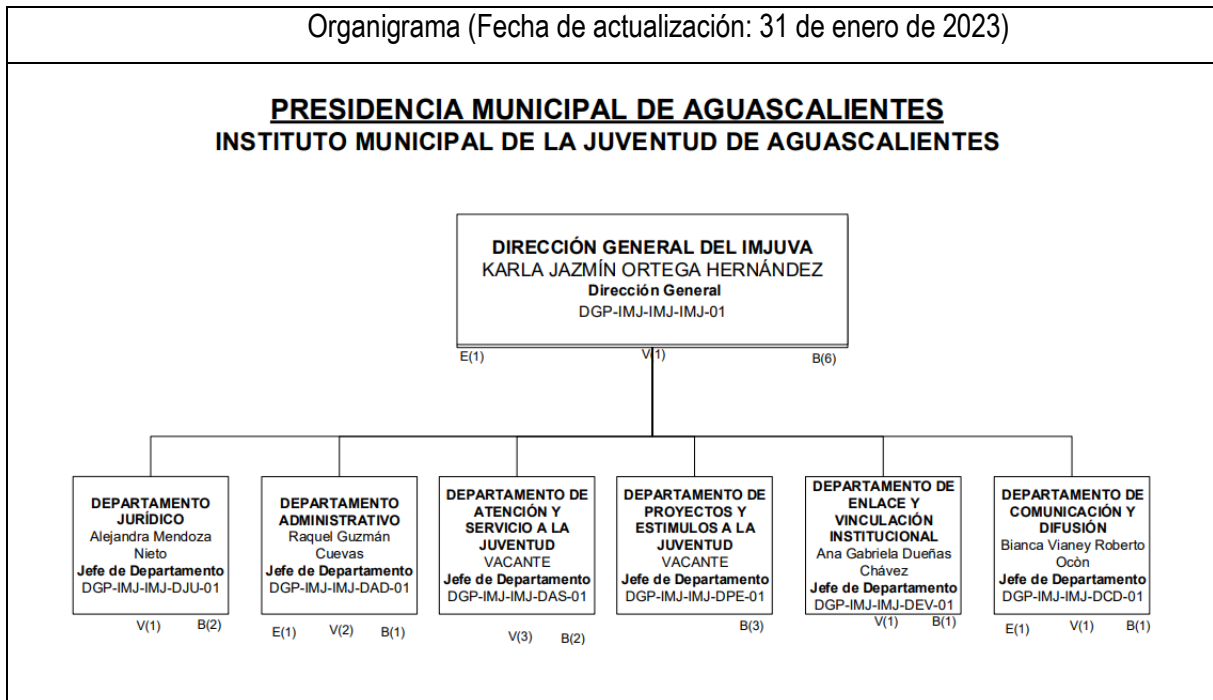 Organigrama (Fecha de actualización: 31 de enero de 2023)
PRESIDENCIA MUNICIPAL DE AGUASCALIENTES
INSTITUTO MUNICIPAL DE LA JUVENTUD DE AGUASCALIENTES
DIRECCIÓN GENERAL DEL IMJUVA
KARLA JAZMÍN ORTEGA HERNÁNDEZ
Dirección General
DGP-IMJ-IMJ-IMJ-01
E(1) V(1) B(6)
DEPARTAMENTO
JURÍDICO
Alejandra Mendoza
Nieto
Jefe de Departamento
DGP-IMJ-IMJ-DJU-01
V(1) B(2)
DEPARTAMENTO
ADMINISTRATIVO
Raquel Guzmán
Cuevas
Jefe de Departamento
DGP-IMJ-IMJ-DAD-01
E(1) V(2) B(1)
DEPARTAMENTO DE
ATENCIÓN Y
SERVICIO A LA
JUVENTUD
VACANTE
Jefe de Departamento
DGP-IMJ-IMJ-DAS-01
V(3) B(2)
DEPARTAMENTO DE
PROYECTOS Y
ESTIMULOS A LA
JUVENTUD
VACANTE
Jefe de Departamento
DGP-IMJ-IMJ-DPE-01
B(3)
DEPARTAMENTO DE
ENLACE Y
VINCULACIÓN
INSTITUCIONAL
Ana Gabriela Dueñas
Chávez
Jefe de Departamento
DGP-IMJ-IMJ-DEV-01
V(1) B(1)
DEPARTAMENTO DE
COMUNICACIÓN Y
DIFUSIÓN
Bianca Vianey Roberto
Ocòn
Jefe de Departamento
DGP-IMJ-IMJ-DCD-01
E(1) V(1) B(1)